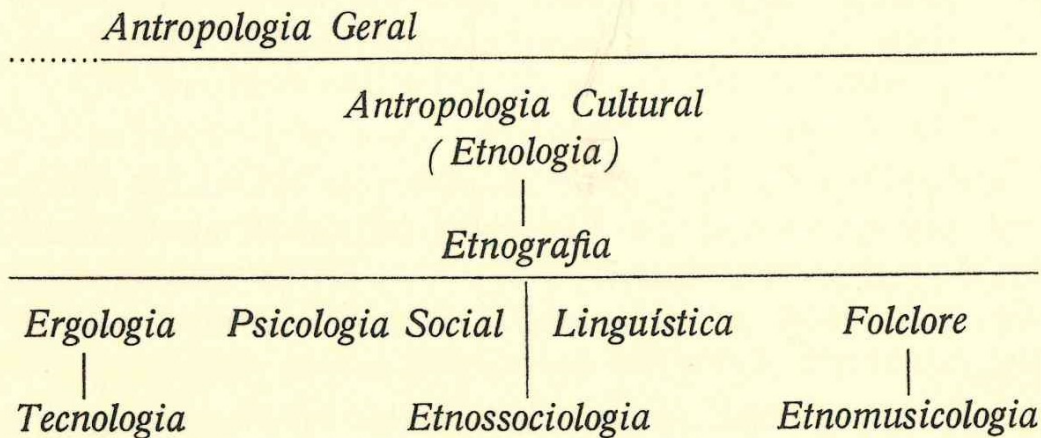 Antropologia Geral
Antropologia Cultural
( Etnologia )
Etnografia
Ergologia Psicologia Social Linguística Folclore
Tecnologia Etnossociologia Etnomusicologia